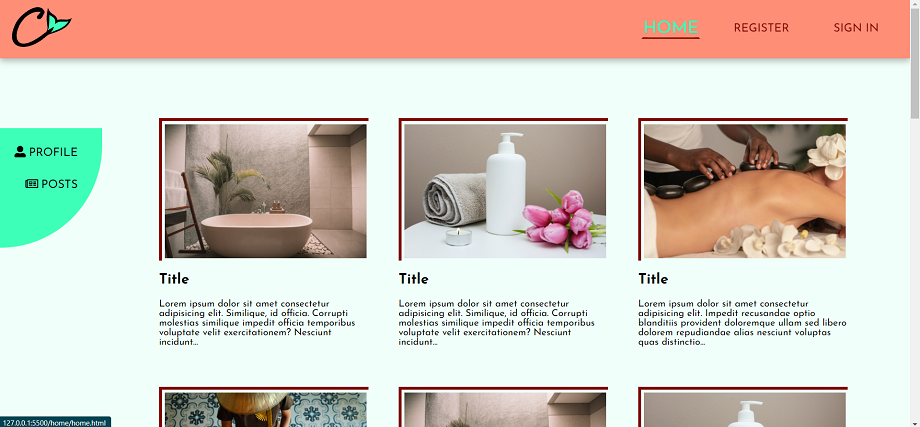 C
HOME
REGISTER
SIGN IN
PROFILE
POSTS
Title
Lorem ipsum dolor sit amet consectetur
adipisicing elit. Similique, id officia. Corrupti
molestias similique impedit officia temporibus
voluptate velit exercitationem? Nesciunt
incidunt...
Title
Lorem ipsum dolor sit amet consectetur
adipisicing elit. Similique, id officia. Corrupti
molestias similique impedit officia temporibus
voluptate velit exercitationem? Nesciunt
incidunt...
Title
Lorem ipsum dolor sit amet consectetur
adipisicing elit. Impedit recusandae optio
blanditiis provident doloremque ullam sed libero
dolorem repudiandae alias nesciunt voluptas
quas distinctio...
127.0.0.1:5500/home/home.html